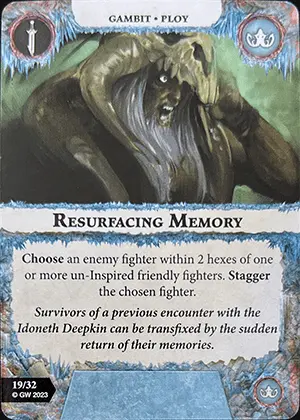 GAMBIT • PLOY
RESURFACING MEMORY
Choose an enemy fighter within 2 hexes of one
or more un-Inspired friendly fighters. Stagger
the chosen fighter.
Survivors of a previous encounter with the
Idoneth Deepkin can be transfixed by the sudden
return of their memories.
19/32
© GW 2023